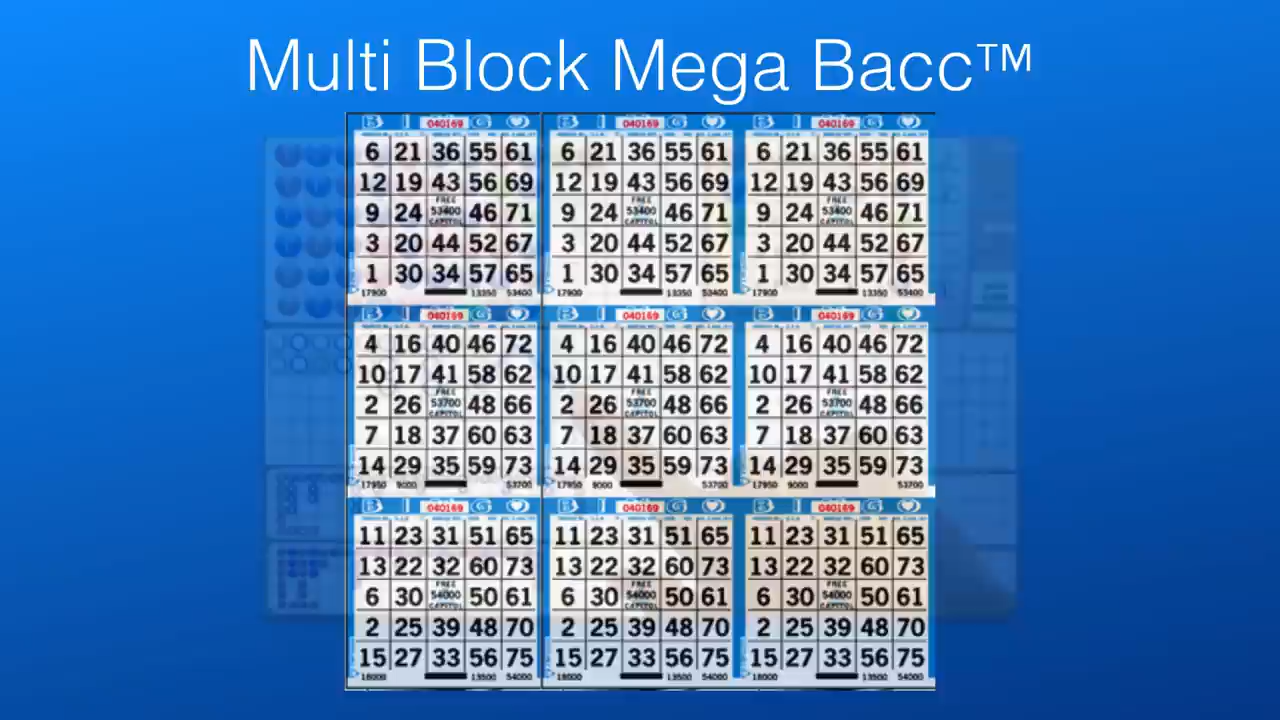 Multi Block Mega Bacc™
B I 040169 G B I 040169 G B I 040169 G
6 21 36 55 61 6 21 36 55 61 6 21 36 55 61
12 19 43 56 69 12 19 43 56 69 12 19 43 56 69
FREE FREE FREE
9 24 53400 46 71 9 24 53400 46 71 9 24 53400 46 71
CAPITOL CAPITOL CAPITOL
3 20 44 52 67 3 20 44 52 67 3 20 44 52 67
1 30 34 57 65 1 30 34 57 65 1 30 34 57 65
17900 13350 53400 17900 13350 53400 17900 13350 53400
B I 040169 G B I 040169 G B I 040169 G
4 16 40 46 72 4 16 40 46 72 4 16 40 46 72
10 17 41 58 62 10 17 41 58 62 10 17 41 58 62
FREE FREE FREE
2 26 53700 48 66 2 26 53700 48 66 2 26 53700 48 66
CAPITOL CAPITOL CAPITOL
7 18 37 60 63 7 18 37 60 63 7 18 37 60 63
14 29 35 59 73 14 29 35 59 73 14 29 35 59 73
17950 9000 53700 17950 9000 53700 17950 9000 53700
B I 040169 G B I 040169 G B I 040169 G
11 23 31 51 65 11 23 31 51 65 11 23 31 51 65
13 22 32 60 73 13 22 32 60 73 13 22 32 60 73
FREE FREE FREE
6 30 54000 50 61 6 30 54000 50 61 6 30 54000 50 61
CAPITOL CAPITOL CAPITOL
2 25 39 48 70 2 25 39 48 70 2 25 39 48 70
15 27 33 56 75 15 27 33 56 75 15 27 33 56 75
18000 13500 54000 18000 13500 54000 18000 13500 54000